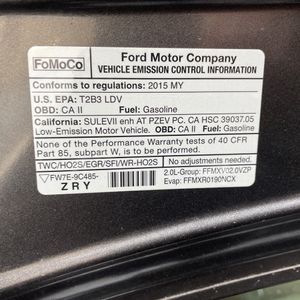 FoMoCo
Ford Motor Company
VEHICLE EMISSION CONTROL INFORMATION
Conforms to regulations: 2015 MY
U.S. EPA: T2B3 LDV
OBD: CA II Fuel: Gasoline
California: SULEVII enh AT PZEV PC. CA HSC 39037.05
Low-Emission Motor Vehicle. OBD: CA II Fuel: Gasoline
None of the Performance Warranty tests of 40 CFR
Part 85, subpart W, is need to be performed.
TWC/HO2S/EGR/SFI/WR-HO2S
No adjustments needed.
FW7E-9C485-
ZRY
2.0L-Group: FFMXV02.0VZP
Evap: FFMXR0190NCX